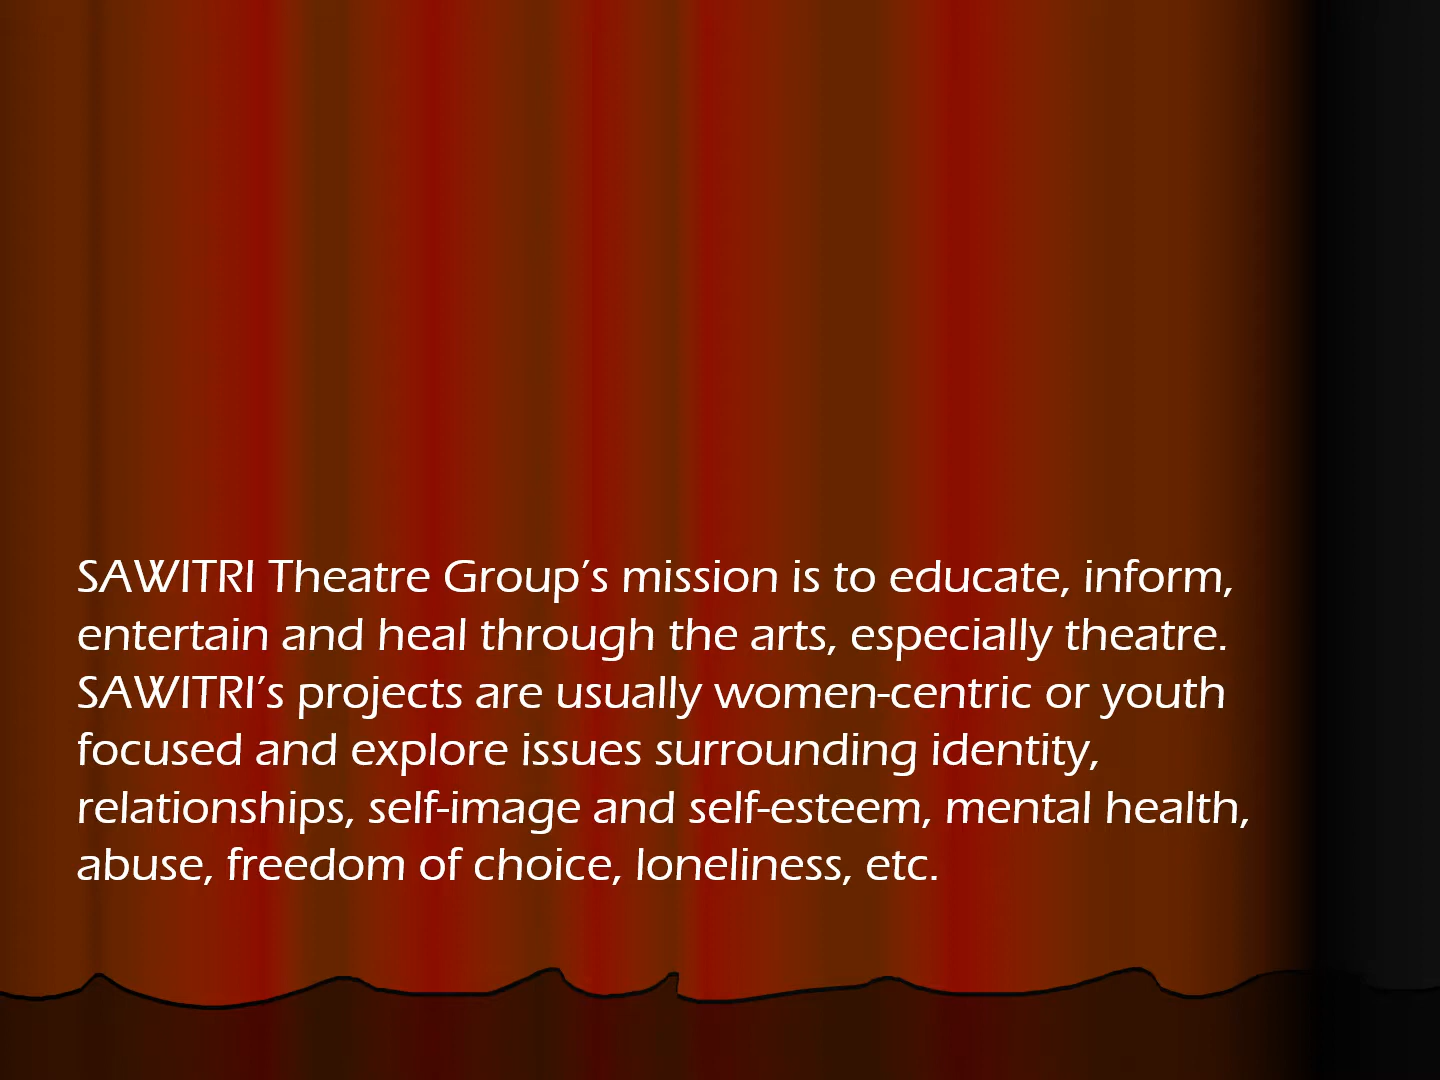 SAWITRI Theatre Group’s mission is to educate, inform,
entertain and heal through the arts, especially theatre.
SAWITRI’s projects are usually women-centric or youth
focused and explore issues surrounding identity,
relationships, self-image and self-esteem, mental health,
abuse, freedom of choice, loneliness, etc.